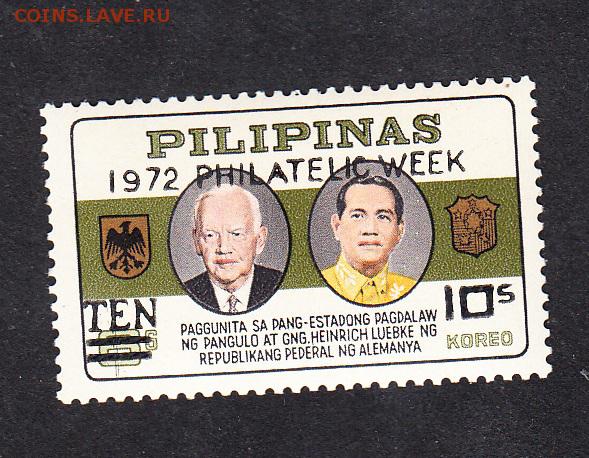 COINS.LAVE.RU
PILIPINAS
1972 PHILATELIC WEEK
TEN
10s
6s
PAGGUNITA SA PANG-ESTADONG PAGDALAW
NG PANGULO AT GNG. HEINRICH LUEBKE NG
REPUBLIKANG PEDERAL NG ALEMANYA
KOREO